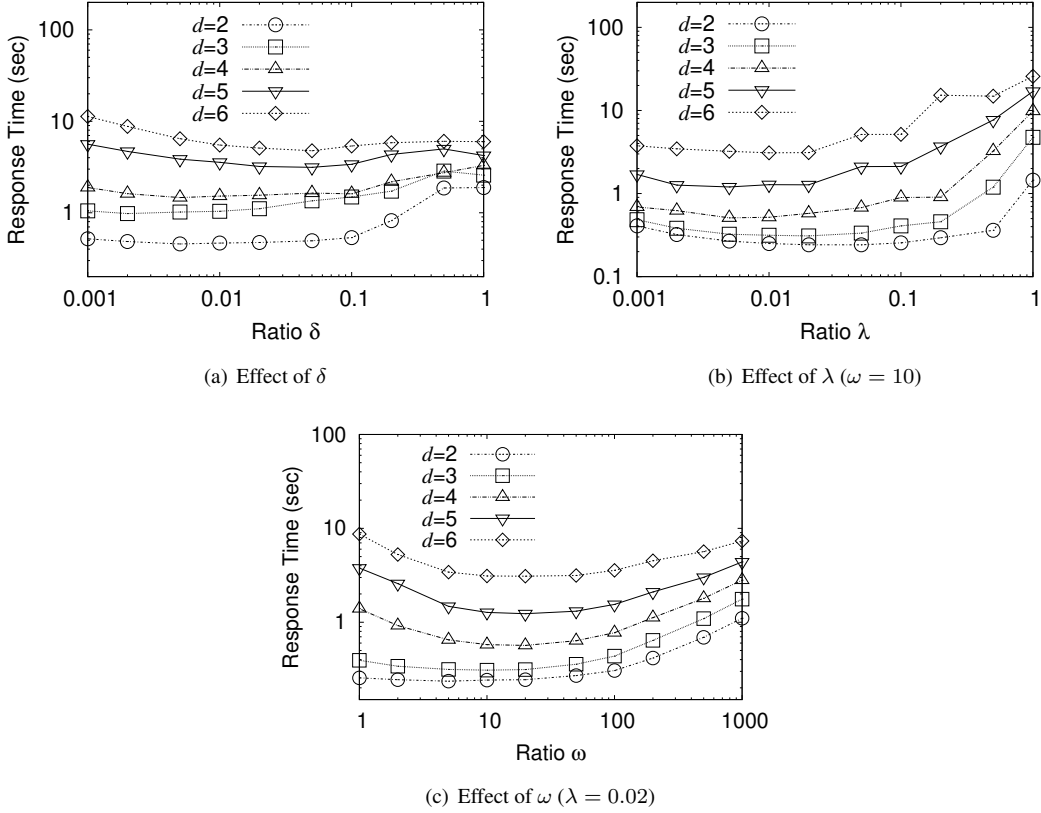 Response Time (sec)
100
10
1
d=2
d=3
d=4
d=5
d=6
0.001
0.01
0.1
1
Ratio δ
(a) Effect of δ
Response Time (sec)
100
10
1
0.1
d=2
d=3
d=4
d=5
d=6
0.001
0.01
0.1
1
Ratio λ
(b) Effect of λ (ω = 10)
Response Time (sec)
100
10
1
d=2
d=3
d=4
d=5
d=6
1
10
100
1000
Ratio ω
(c) Effect of ω (λ = 0.02)